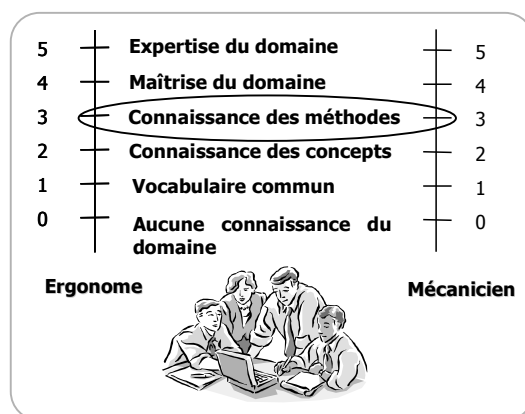 5 Expertise du domaine 5
4 Maîtrise du domaine 4
3 Connaissance des méthodes 3
2 Connaissance des concepts 2
1 Vocabulaire commun 1
0 Aucune connaissance du 0
domaine
Ergonome Mécanicien